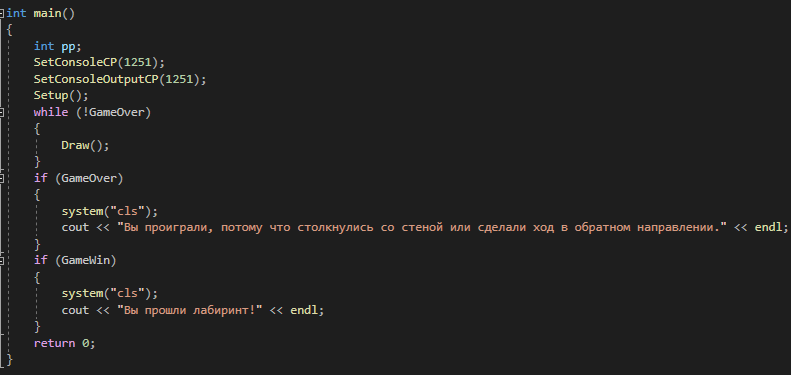 int main()
{
    int pp;
    SetConsoleCP(1251);
    SetConsoleOutputCP(1251);
    Setup();
    while (!GameOver)
    {
        Draw();
    }
    if (GameOver)
    {
        system("cls");
        cout << "Вы проиграли, потому что столкнулись со стеной или сделали ход в обратном направлении." << endl;
    }
    if (GameWin)
    {
        system("cls");
        cout << "Вы прошли лабиринт!" << endl;
    }
    return 0;
}